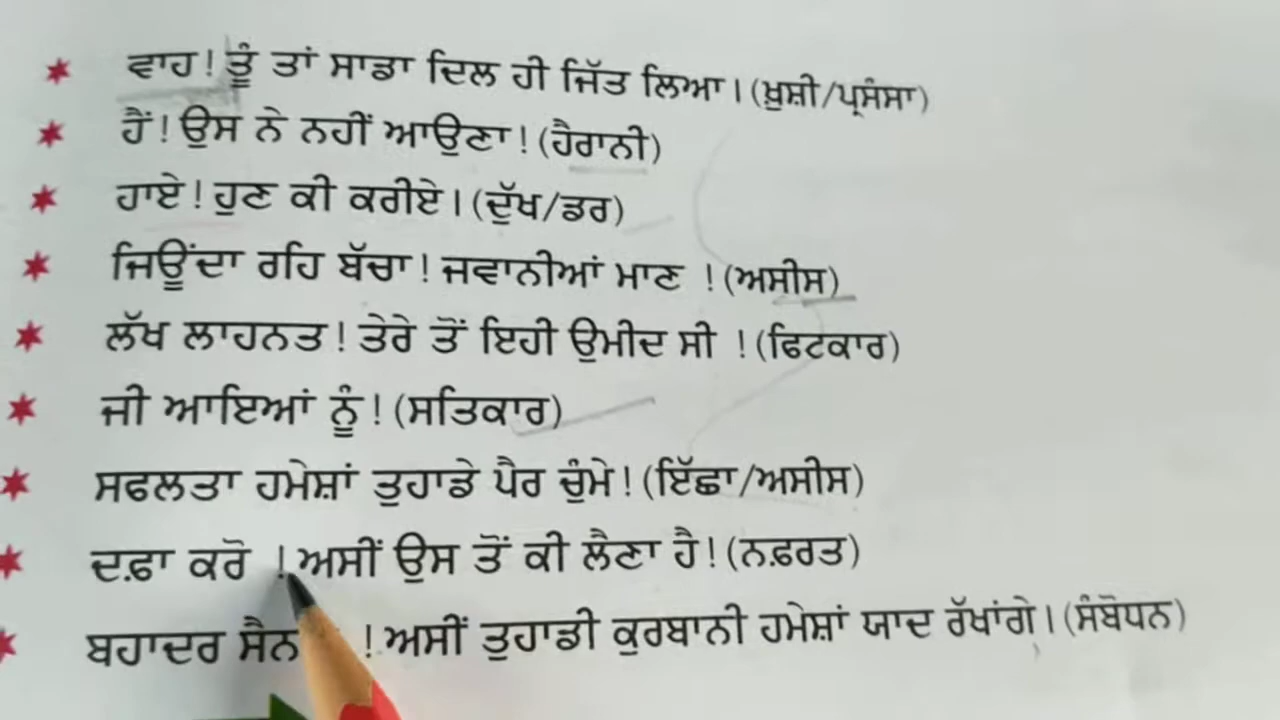 ਵਾਹ! ਤੂੰ ਤਾਂ ਸਾਡਾ ਦਿਲ ਹੀ ਜਿੱਤ ਲਿਆ। (ਖ਼ੁਸ਼ੀ/ਪ੍ਰਸੰਸਾ)
ਹੈਂ! ਉਸ ਨੇ ਨਹੀਂ ਆਉਣਾ! (ਹੈਰਾਨੀ)
ਹਾਏ! ਹੁਣ ਕੀ ਕਰੀਏ। (ਦੁੱਖ/ਡਰ)
ਜਿਊਂਦਾ ਰਹਿ ਬੱਚਾ! ਜਵਾਨੀਆਂ ਮਾਣ ! (ਅਸੀਸ)
ਲੱਖ ਲਾਹਨਤ! ਤੇਰੇ ਤੋਂ ਇਹੀ ਉਮੀਦ ਸੀ ! (ਫਿਟਕਾਰ)
ਜੀ ਆਇਆਂ ਨੂੰ! (ਸਤਿਕਾਰ)
ਸਫਲਤਾ ਹਮੇਸ਼ਾਂ ਤੁਹਾਡੇ ਪੈਰ ਚੁੰਮੇ! (ਇੱਛਾ/ਅਸੀਸ)
ਦਫ਼ਾ ਕਰੋ ! ਅਸੀਂ ਉਸ ਤੋਂ ਕੀ ਲੈਣਾ ਹੈ! (ਨਫ਼ਰਤ)
ਬਹਾਦਰ ! ਅਸੀਂ ਤੁਹਾਡੀ ਕੁਰਬਾਨੀ ਹਮੇਸ਼ਾਂ ਯਾਦ ਰੱਖਾਂਗੇ। (ਸੰਬੋਧਨ)